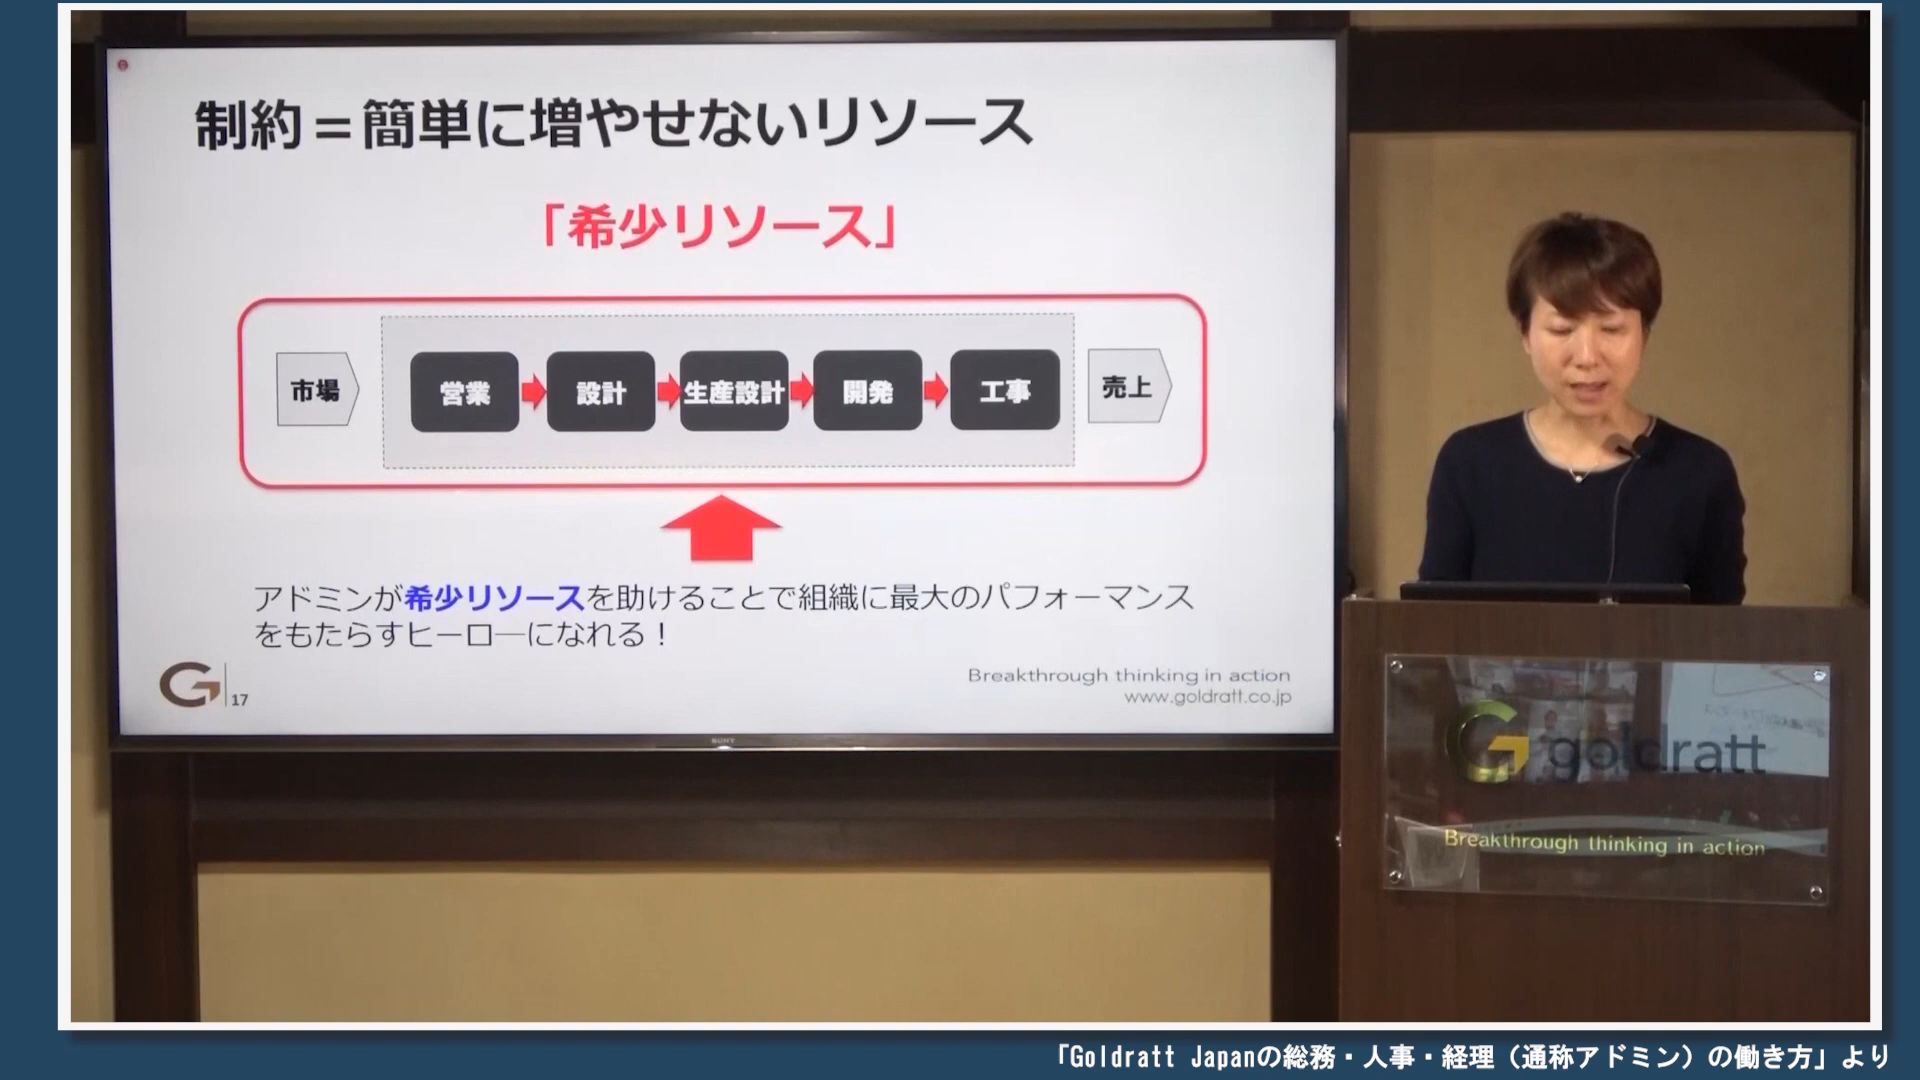 制約＝簡単に増やせないリソース
「希少リソース」
市場
営業
設計
生産設計
開発
工事
売上
アドミンが希少リソースを助けることで組織に最大のパフォーマンス
をもたらすヒーロ―になれる！
G
17
Breakthrough thinking in action
www.goldratt.co.jp
SONY
G goldratt
Breakthrough thinking in action
「Goldratt Japanの総務・人事・経理（通称アドミン）の働き方」より